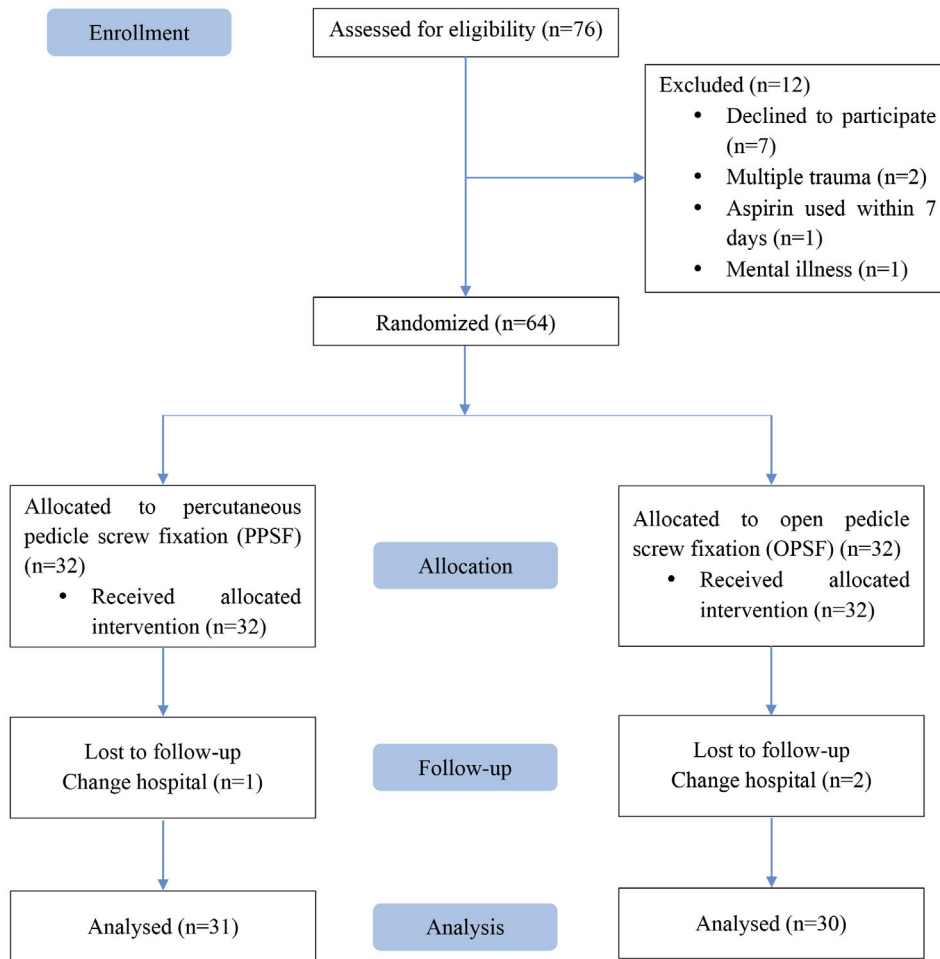 Enrollment
Assessed for eligibility (n=76)
Excluded (n=12)
• Declined to participate
(n=7)
• Multiple trauma (n=2)
• Aspirin used within 7
days (n=1)
• Mental illness (n=1)
Randomized (n=64)
Allocated to percutaneous
pedicle screw fixation (PPSF)
(n=32)
• Received allocated
intervention (n=32)
Allocation
Allocated to open pedicle
screw fixation (OPSF) (n=32)
• Received allocated
intervention (n=32)
Lost to follow-up
Change hospital (n=1)
Follow-up
Lost to follow-up
Change hospital (n=2)
Analysed (n=31)
Analysis
Analysed (n=30)